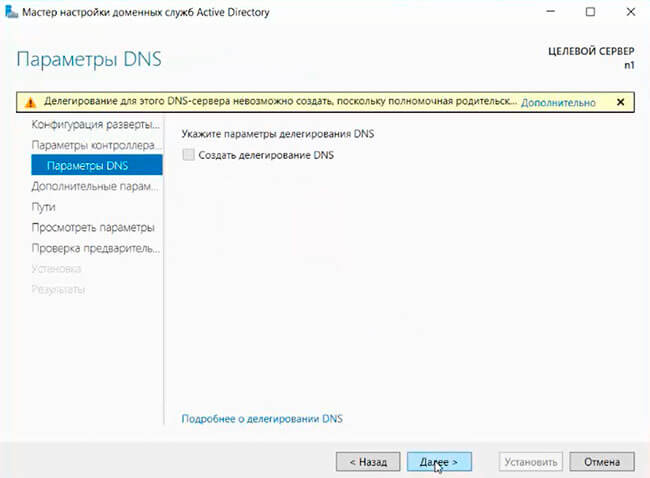 Мастер настройки доменных служб Active Directory
Параметры DNS
ЦЕЛЕВОЙ СЕРВЕР
n1
Делегирование для этого DNS-сервера невозможно создать, поскольку полномочная родительск... Дополнительно
Конфигурация разверты...
Параметры контроллера...
Параметры DNS
Дополнительные парам...
Пути
Просмотреть параметры
Проверка предваритель...
Установка
Результаты
Укажите параметры делегирования DNS
Создать делегирование DNS
Подробнее о делегировании DNS
< Назад Далее > Установить Отмена